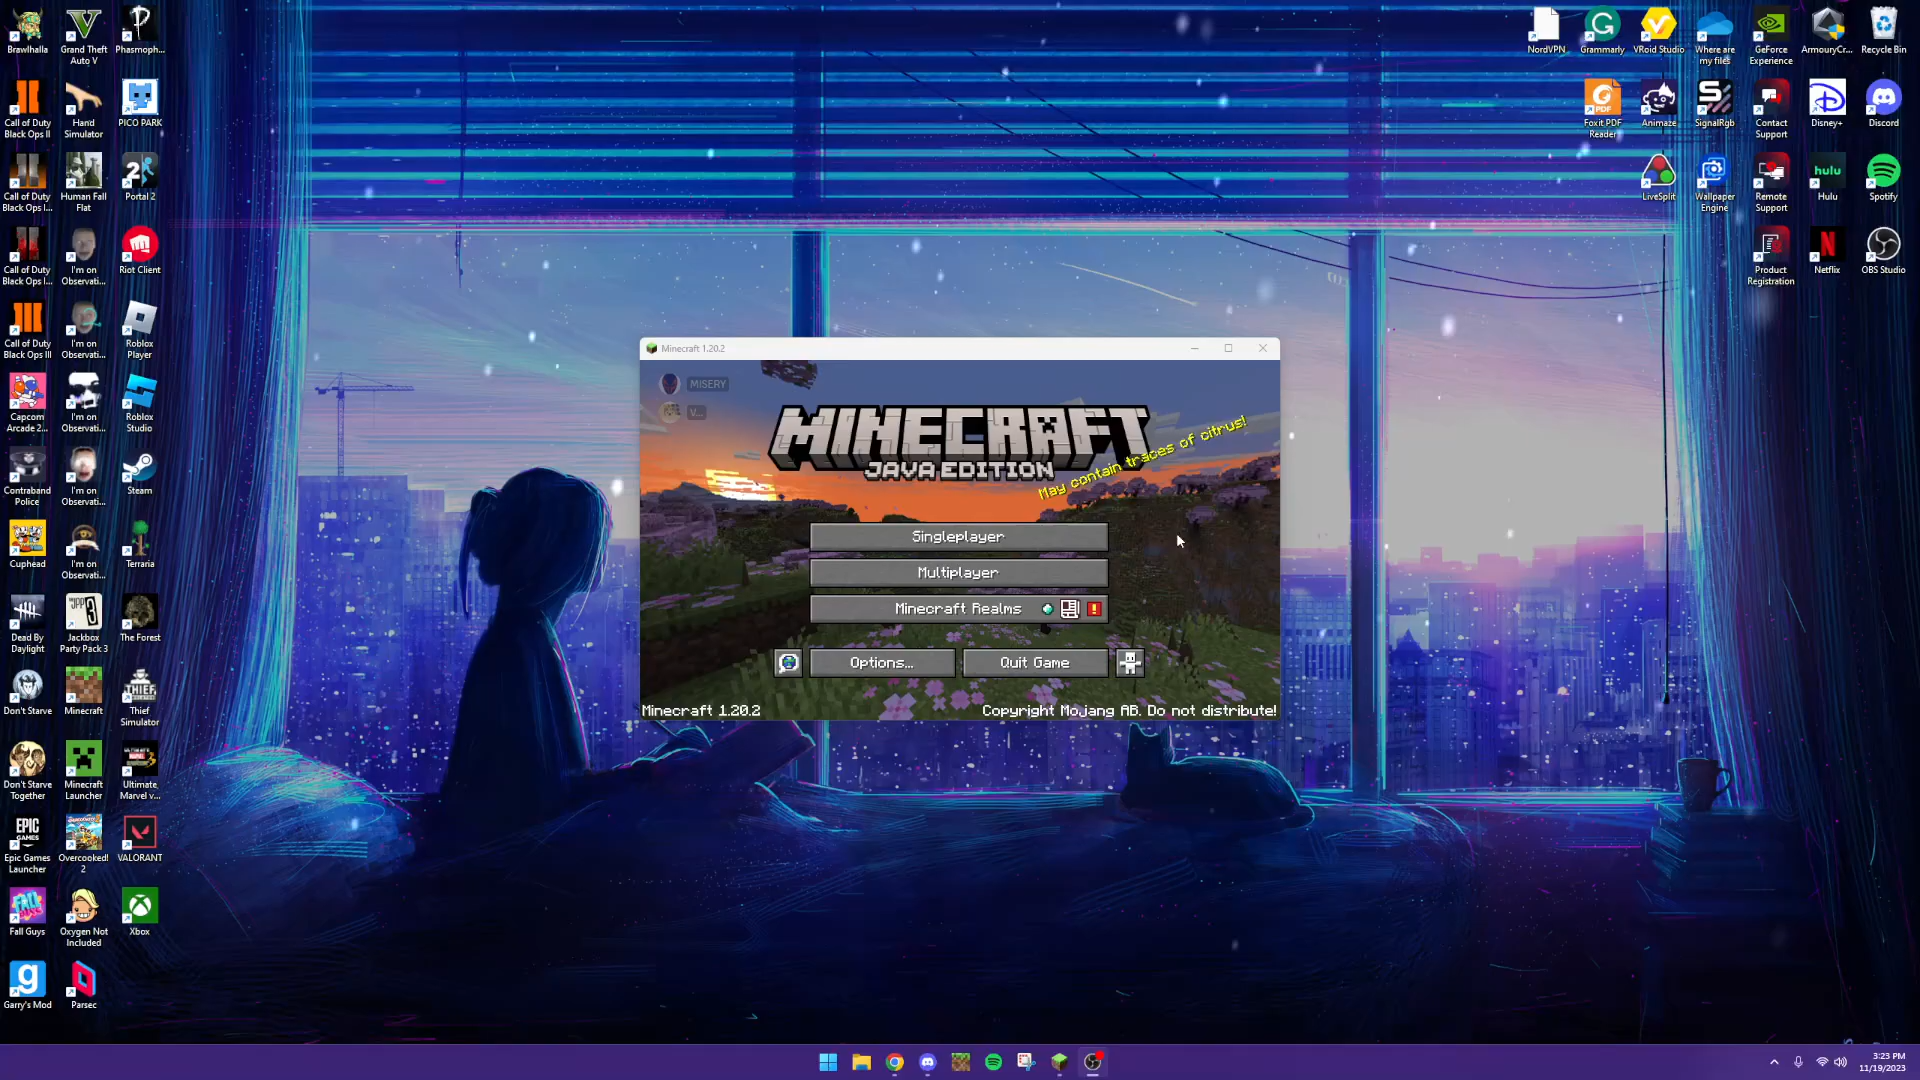 Brawlhalla
Grand Theft
Auto V
Phasmoph...
Call of Duty
Black Ops II
Hand
Simulator
PICO PARK
Call of Duty
Black Ops I...
Human Fall
Flat
Portal 2
Call of Duty
Black Ops I...
I'm on
Observati...
Riot Client
Call of Duty
Black Ops III
I'm on
Observati...
Roblox
Player
Capcom
Arcade 2...
I'm on
Observati...
Roblox
Studio
Contraband
Police
I'm on
Observati...
Steam
Cuphead
I'm on
Observati...
Terraria
Dead By
Daylight
Jackbox
Party Pack 3
The Forest
Don't Starve
Minecraft
Thief
Simulator
Don't Starve
Together
Minecraft
Launcher
Ultimate
Marvel v...
Epic Games
Launcher
Overcooked!
2
VALORANT
Fall Guys
Oxygen Not
Included
Xbox
Garry's Mod
Parsec
NordVPN
Grammarly
VRoid Studio
Where are
my files
GeForce
Experience
ArmouryCr...
Recycle Bin
Foxit PDF
Reader
Animaze
SignalRgb
Contact
Support
Disney+
Discord
LiveSplit
Wallpaper
Engine
Remote
Support
hulu
Hulu
Spotify
Product
Registration
Netflix
OBS Studio
Minecraft 1.20.2
MISERY
V...
MINECRAFT
JAVA EDITION
May contain traces of citrus!
Singleplayer
Multiplayer
Minecraft Realms
Options...
Quit Game
Minecraft 1.20.2
Copyright Mojang AB. Do not distribute!
3:23 PM
11/19/2023